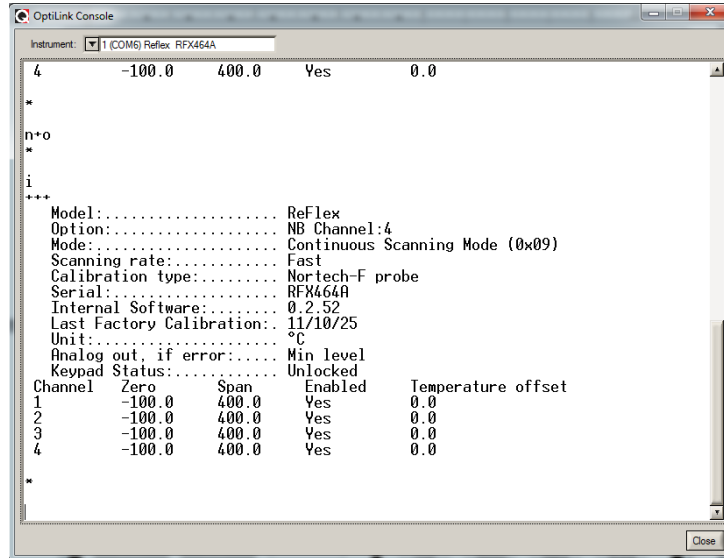 OptiLink Console
Instrument: 1 (COM6) Reflex RFX464A
4 -100.0 400.0 Yes 0.0
*
n+o
*
i
+++
Model:..................... ReFlex
Option:.................... NB Channel:4
Mode:...................... Continuous Scanning Mode (0x09)
Scanning rate:............ Fast
Calibration type:......... Nortech-F probe
Serial:.................... RFX464A
Internal Software:........ 0.2.52
Last Factory Calibration:. 11/10/25
Unit:...................... °C
Analog out, if error:..... Min level
Keypad Status:............ Unlocked
Channel Zero Span Enabled Temperature offset
1 -100.0 400.0 Yes 0.0
2 -100.0 400.0 Yes 0.0
3 -100.0 400.0 Yes 0.0
4 -100.0 400.0 Yes 0.0
*
Close